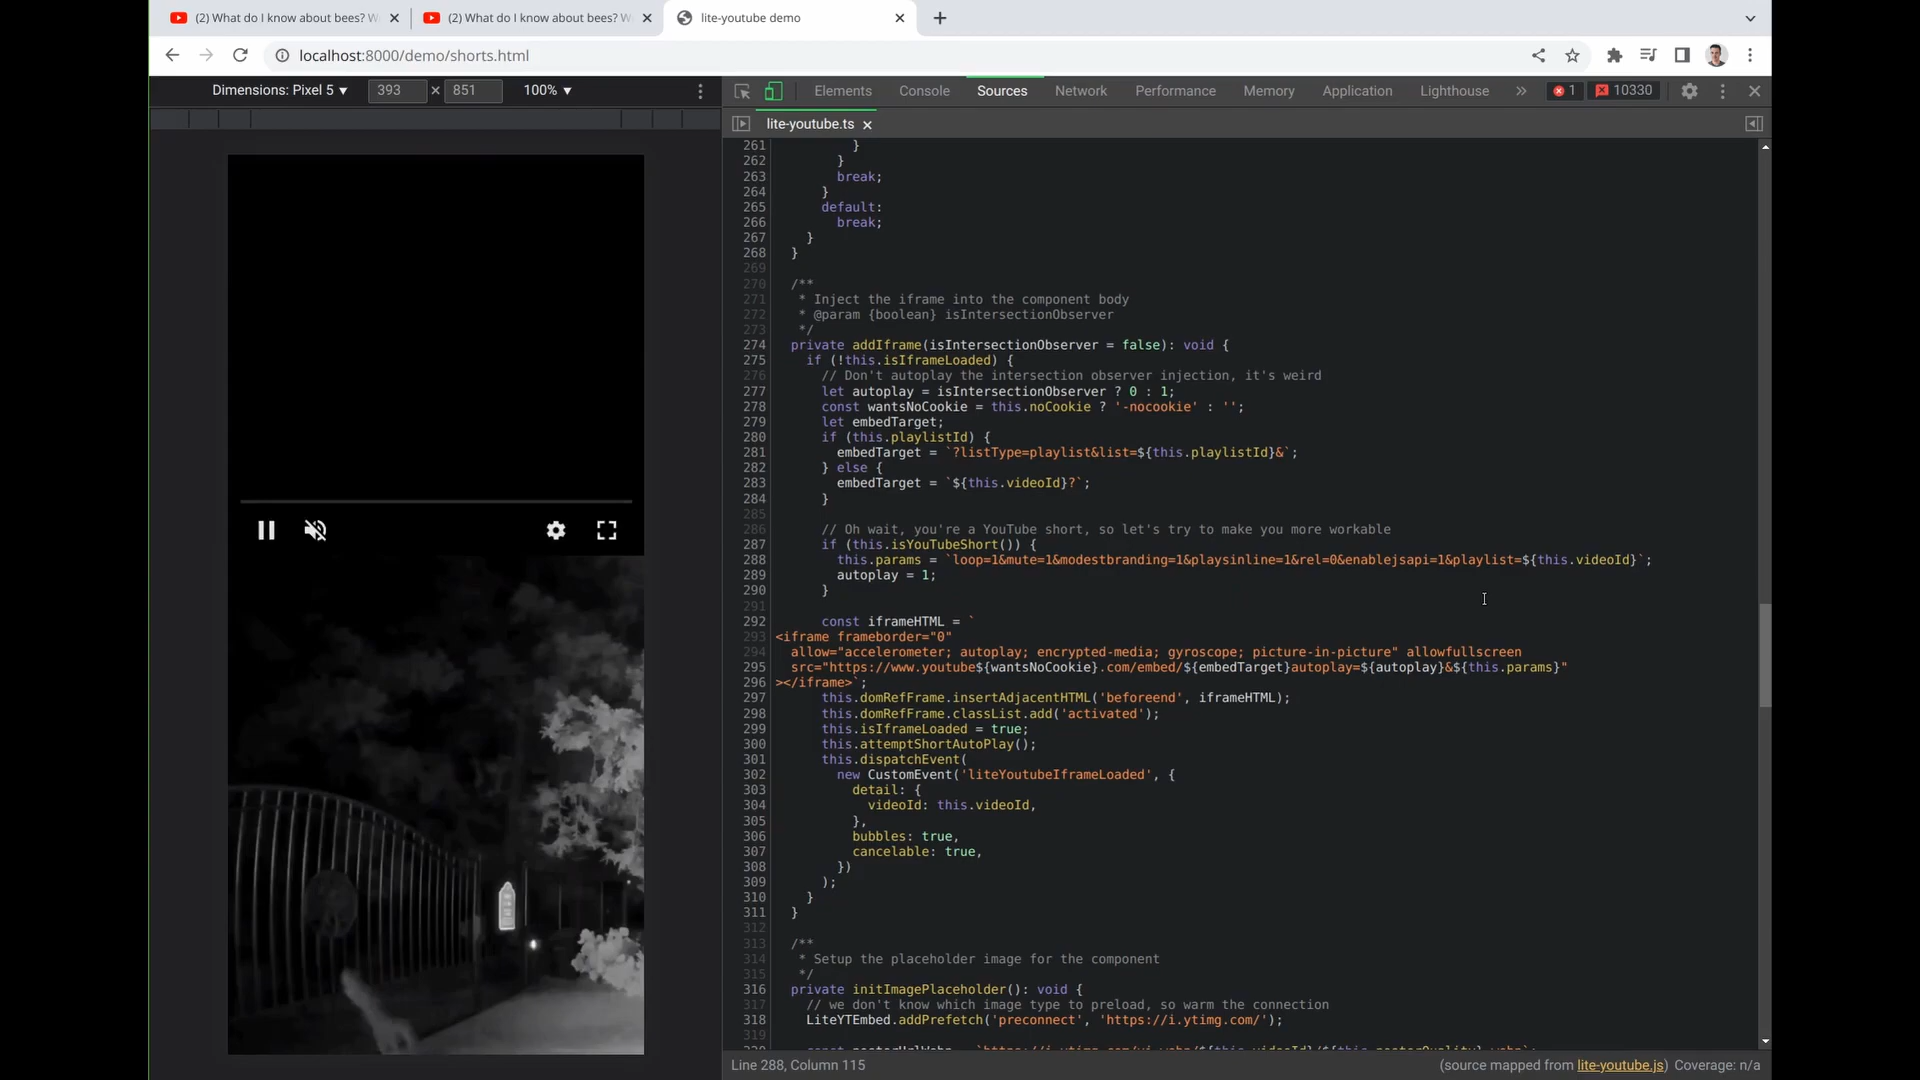 (2) What do I know about bees? W
(2) What do I know about bees? W
lite-youtube demo
localhost:8000/demo/shorts.html
Dimensions: Pixel 5 ▼ 393 × 851 100% ▼
Elements Console Sources Network Performance Memory Application Lighthouse » 1 10330
lite-youtube.ts
261 }
262 }
263 break;
264 }
265 default:
266 break;
267 }
268 }
269
270 /**
271 * Inject the iframe into the component body
272 * @param {boolean} isIntersectionObserver
273 */
274 private addIframe(isIntersectionObserver = false): void {
275 if (!this.isIframeLoaded) {
276 // Don't autoplay the intersection observer injection, it's weird
277 let autoplay = isIntersectionObserver ? 0 : 1;
278 const wantsNoCookie = this.noCookie ? '-nocookie' : '';
279 let embedTarget;
280 if (this.playlistId) {
281 embedTarget = `?listType=playlist&list=${this.playlistId}&`;
282 } else {
283 embedTarget = `${this.videoId}?`;
284 }
285
286 // Oh wait, you're a YouTube short, so let's try to make you more workable
287 if (this.isYouTubeShort()) {
288 this.params = `loop=1&mute=1&modestbranding=1&playsinline=1&rel=0&enablejsapi=1&playlist=${this.videoId}`;
289 autoplay = 1;
290 }
291
292 const iframeHTML = `
293 <iframe frameborder="0"
294 allow="accelerometer; autoplay; encrypted-media; gyroscope; picture-in-picture" allowfullscreen
295 src="https://www.youtube${wantsNoCookie}.com/embed/${embedTarget}autoplay=${autoplay}&${this.params}"
296 ></iframe>`;
297 this.domRefFrame.insertAdjacentHTML('beforeend', iframeHTML);
298 this.domRefFrame.classList.add('activated');
299 this.isIframeLoaded = true;
300 this.attemptShortAutoPlay();
301 this.dispatchEvent(
302 new CustomEvent('liteYoutubeIframeLoaded', {
303 detail: {
304 videoId: this.videoId,
305 },
306 bubbles: true,
307 cancelable: true,
308 })
309 );
310 }
311 }
312
313 /**
314 * Setup the placeholder image for the component
315 */
316 private initImagePlaceholder(): void {
317 // we don't know which image type to preload, so warm the connection
318 LiteYTEmbed.addPrefetch('preconnect', 'https://i.ytimg.com/');
319
Line 288, Column 115 (source mapped from lite-youtube.js) Coverage: n/a